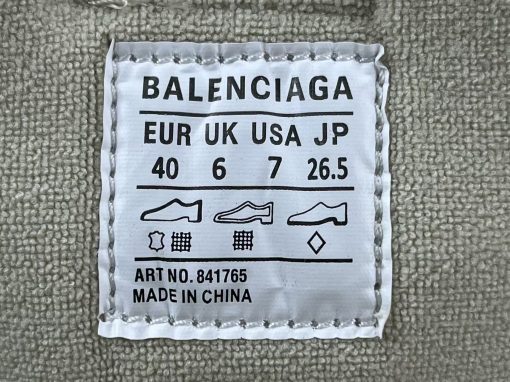 BALENCIAGA
EUR UK USA JP
40 6 7 26.5
ART NO. 841765
MADE IN CHINA